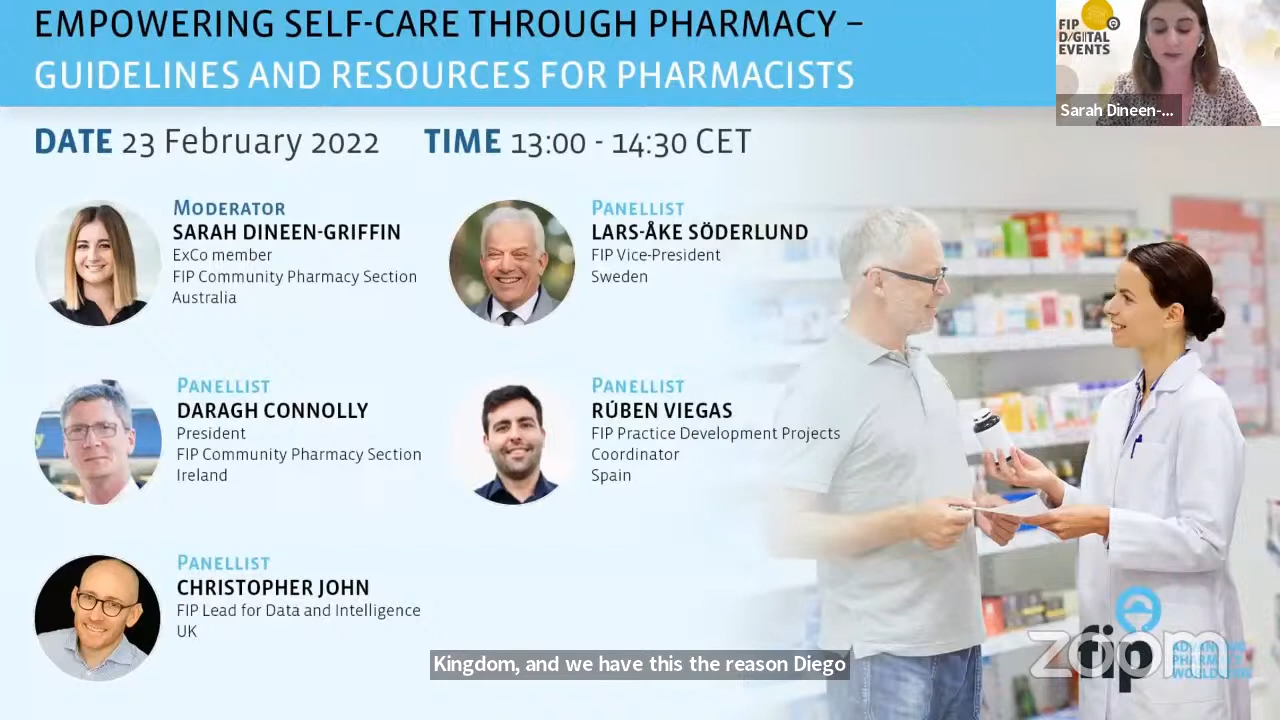 EMPOWERING SELF-CARE THROUGH PHARMACY –
GUIDELINES AND RESOURCES FOR PHARMACISTS
FIP
DIGITAL
EVENTS
Sarah Dineen-...
DATE 23 February 2022 TIME 13:00 - 14:30 CET
MODERATOR
SARAH DINEEN-GRIFFIN
ExCo member
FIP Community Pharmacy Section
Australia
PANELLIST
LARS-ÅKE SÖDERLUND
FIP Vice-President
Sweden
PANELLIST
DARAGH CONNOLLY
President
FIP Community Pharmacy Section
Ireland
PANELLIST
RÚBEN VIEGAS
FIP Practice Development Projects
Coordinator
Spain
PANELLIST
CHRISTOPHER JOHN
FIP Lead for Data and Intelligence
UK
Kingdom, and we have this the reason Diego
zoom
fip